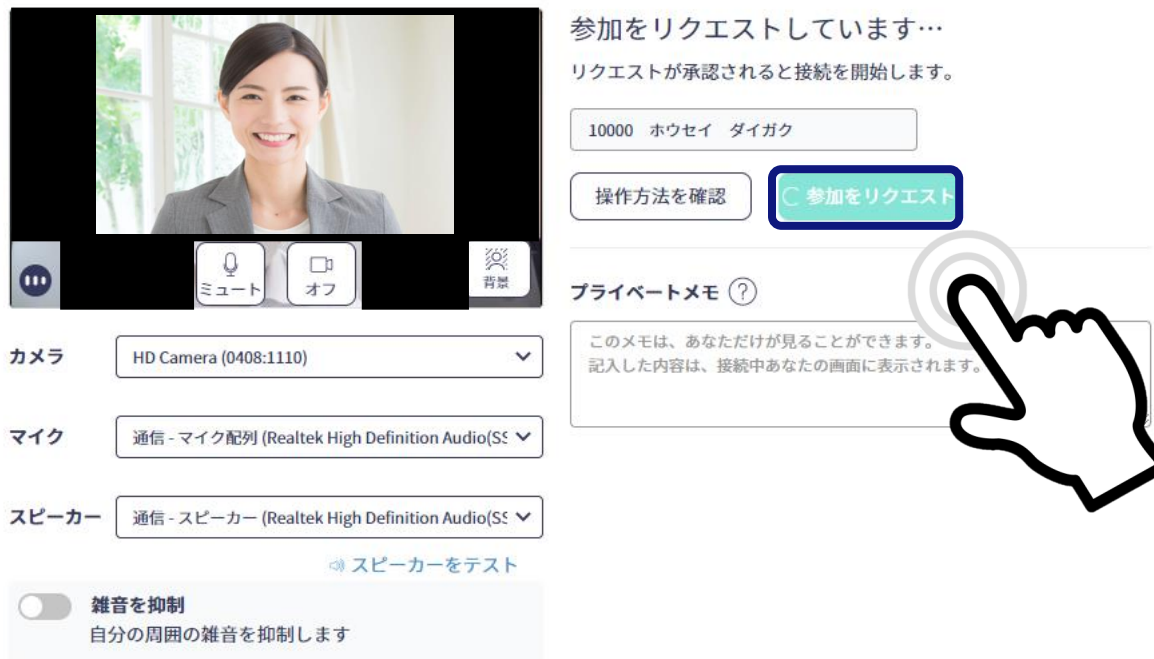 ミュート
オフ
背景
カメラ
HD Camera (0408:1110)
マイク
通信 - マイク配列 (Realtek High Definition Audio(SS
スピーカー
通信 - スピーカー (Realtek High Definition Audio(SS
スピーカーをテスト
雑音を抑制
自分の周囲の雑音を抑制します
参加をリクエストしています…
リクエストが承認されると接続を開始します。
10000 ホウセイ ダイガク
操作方法を確認
参加をリクエスト
プライベートメモ ?
このメモは、あなただけが見ることができます。
記入した内容は、接続中あなたの画面に表示されます。